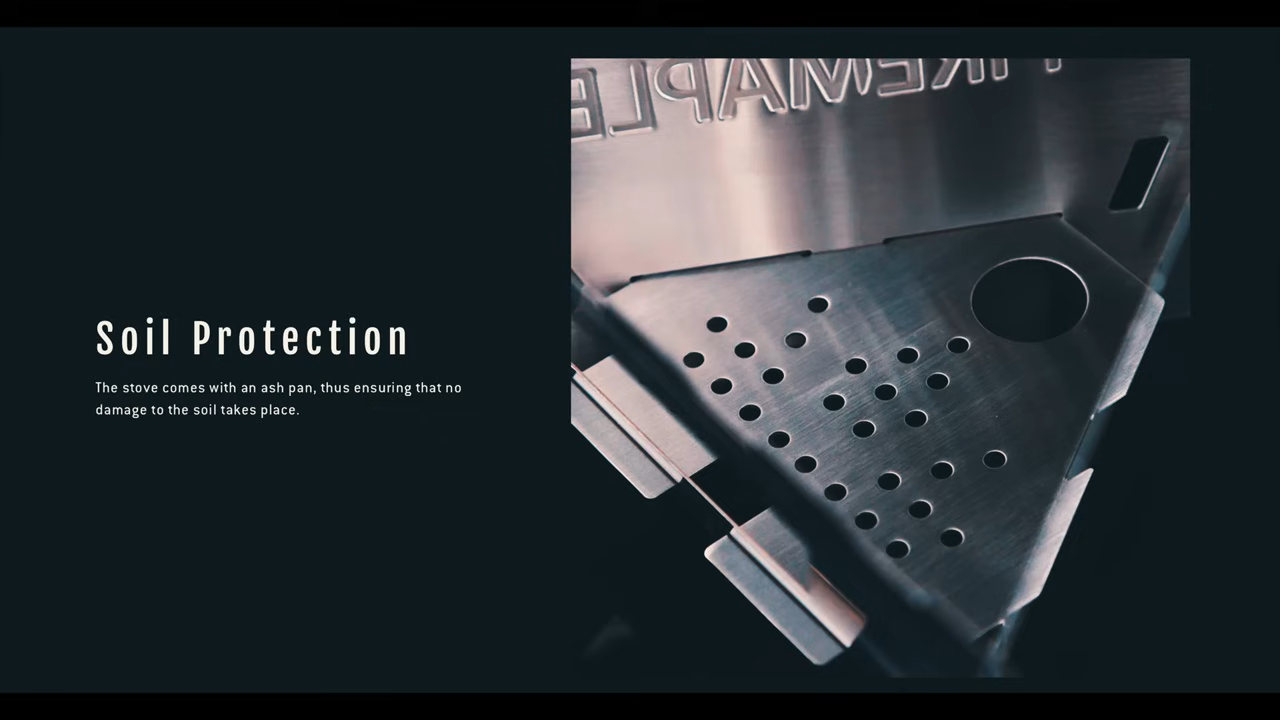 FIREMAPLE
Soil Protection
The stove comes with an ash pan, thus ensuring that no
damage to the soil takes place.